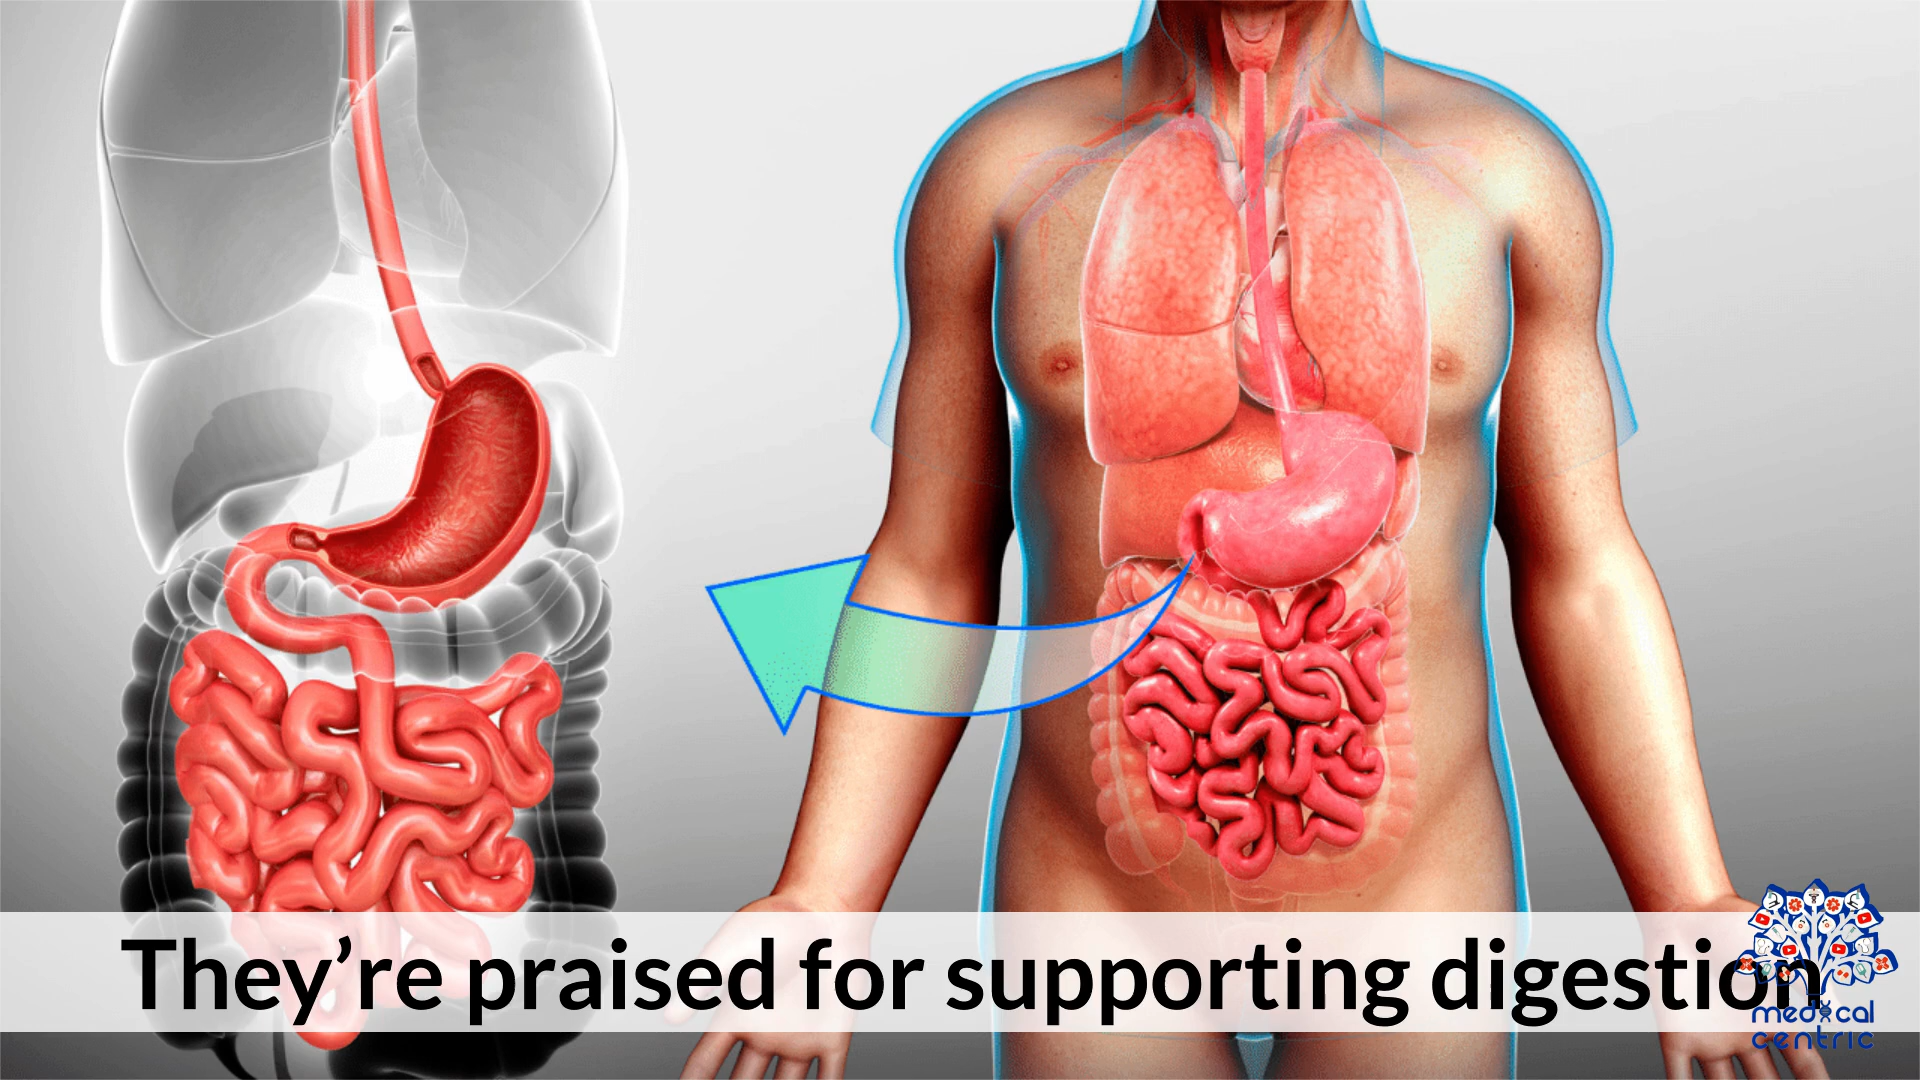 They’re praised for supporting digestion
medical
centric